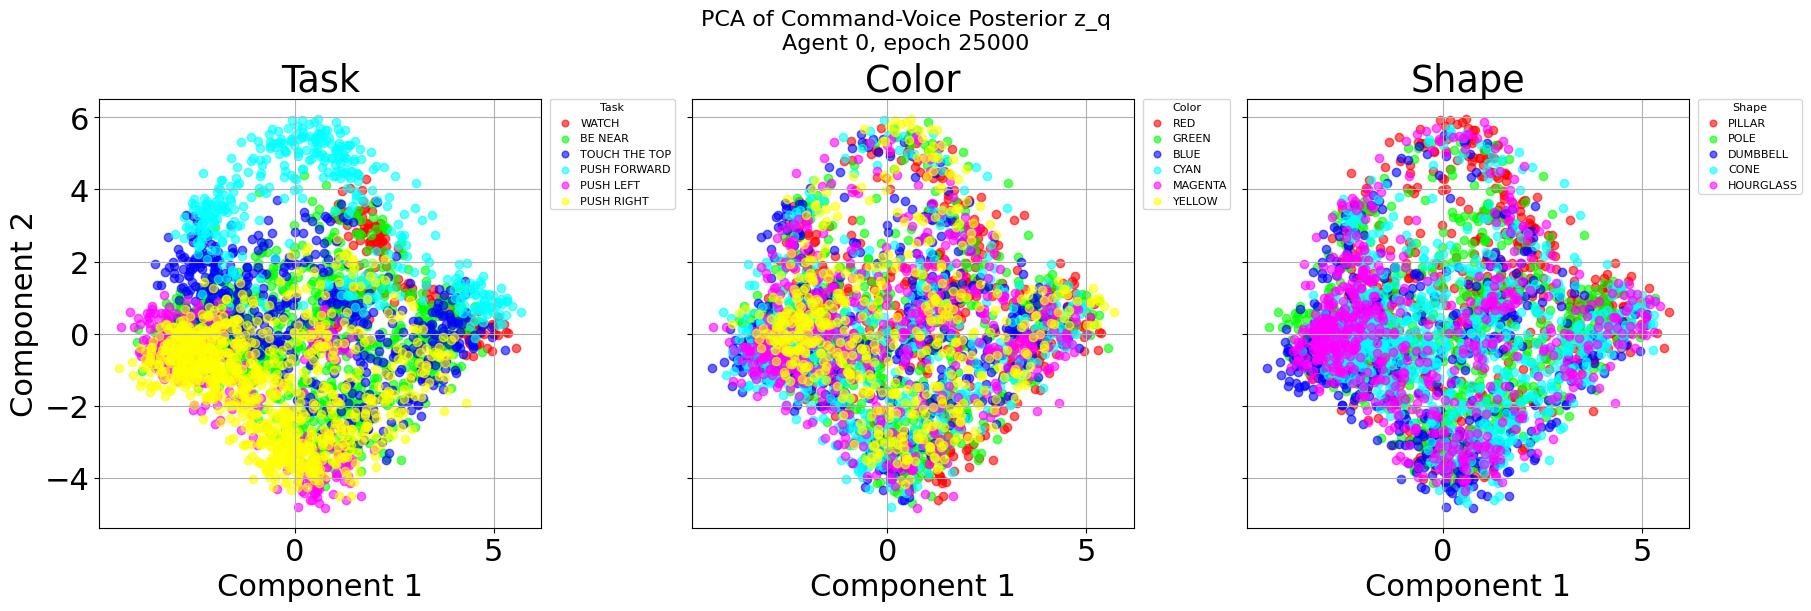 PCA of Command-Voice Posterior z_q
Agent 0, epoch 25000
Task
Color
Shape
Component 2
6
4
2
0
−2
−4
0
5
Component 1
Task
WATCH
BE NEAR
TOUCH THE TOP
PUSH FORWARD
PUSH LEFT
PUSH RIGHT
0
5
Component 1
Color
RED
GREEN
BLUE
CYAN
MAGENTA
YELLOW
0
5
Component 1
Shape
PILLAR
POLE
DUMBBELL
CONE
HOURGLASS